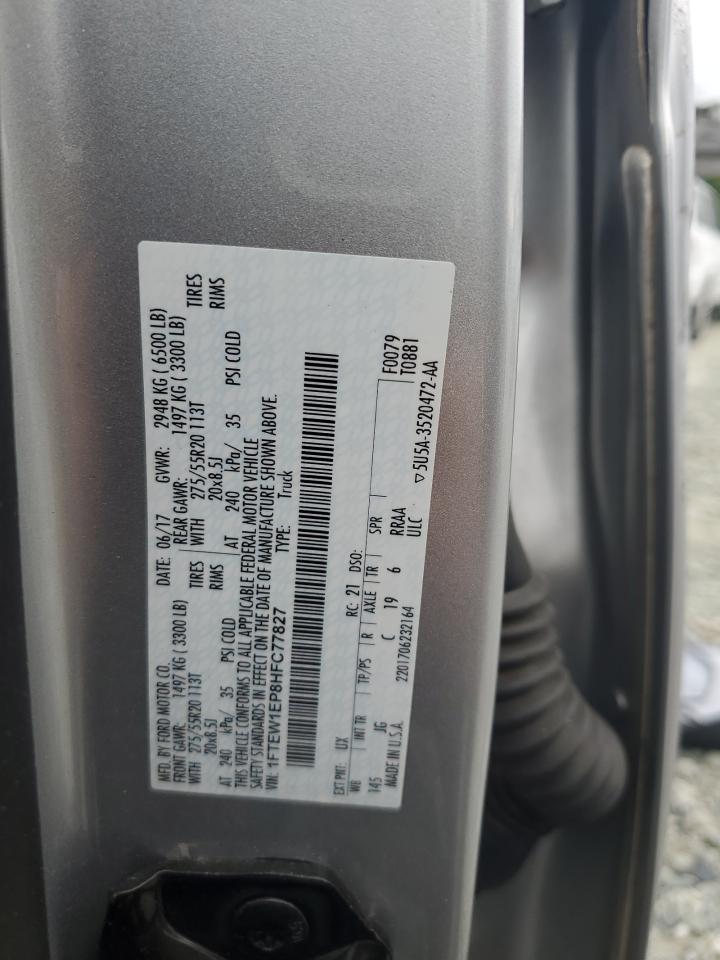 MFD. BY FORD MOTOR CO. DATE: 06/17 GVWR: 2948 KG ( 6500 LB)
FRONT GAWR: 1497 KG ( 3300 LB) REAR GAWR: 1497 KG ( 3300 LB)
WITH 275/55R20 113T TIRES WITH 275/55R20 113T TIRES
20x8.5J RIMS 20x8.5J RIMS
AT 240 kPa/ 35 PSI COLD AT 240 kPa/ 35 PSI COLD
THIS VEHICLE CONFORMS TO ALL APPLICABLE FEDERAL MOTOR VEHICLE
SAFETY STANDARDS IN EFFECT ON THE DATE OF MANUFACTURE SHOWN ABOVE.
VIN: 1FTEW1EP8HFC77827 TYPE: Truck
EXT PNT: UX RC: 21 DSO:
WB INT TR TP/PS R AXLE TR SPR F0079
145 JG C 19 6 RRAA T0881
ULC
MADE IN U.S.A. 2201706232164 ▽5U5A-3520472-AA